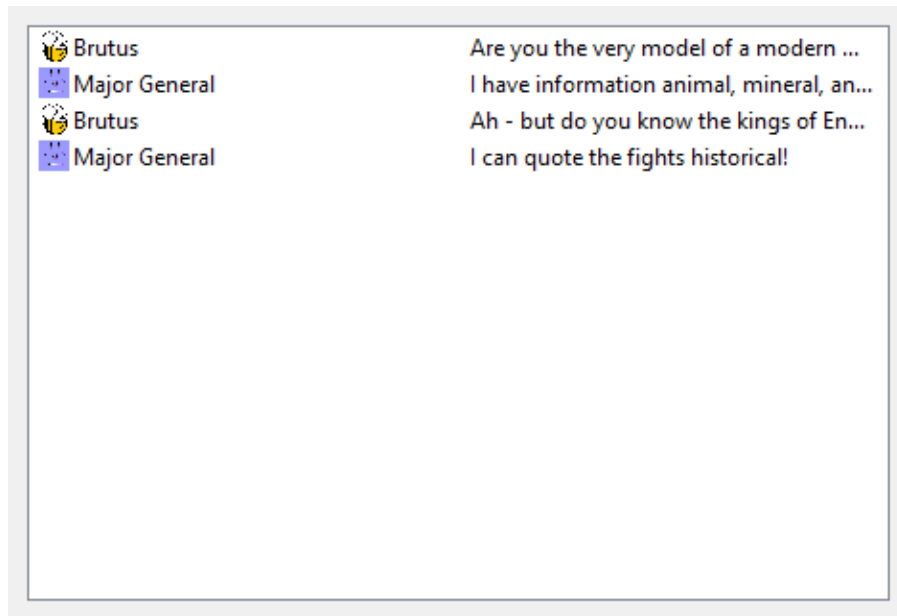 Brutus Are you the very model of a modern ...
Major General I have information animal, mineral, an...
Brutus Ah - but do you know the kings of En...
Major General I can quote the fights historical!